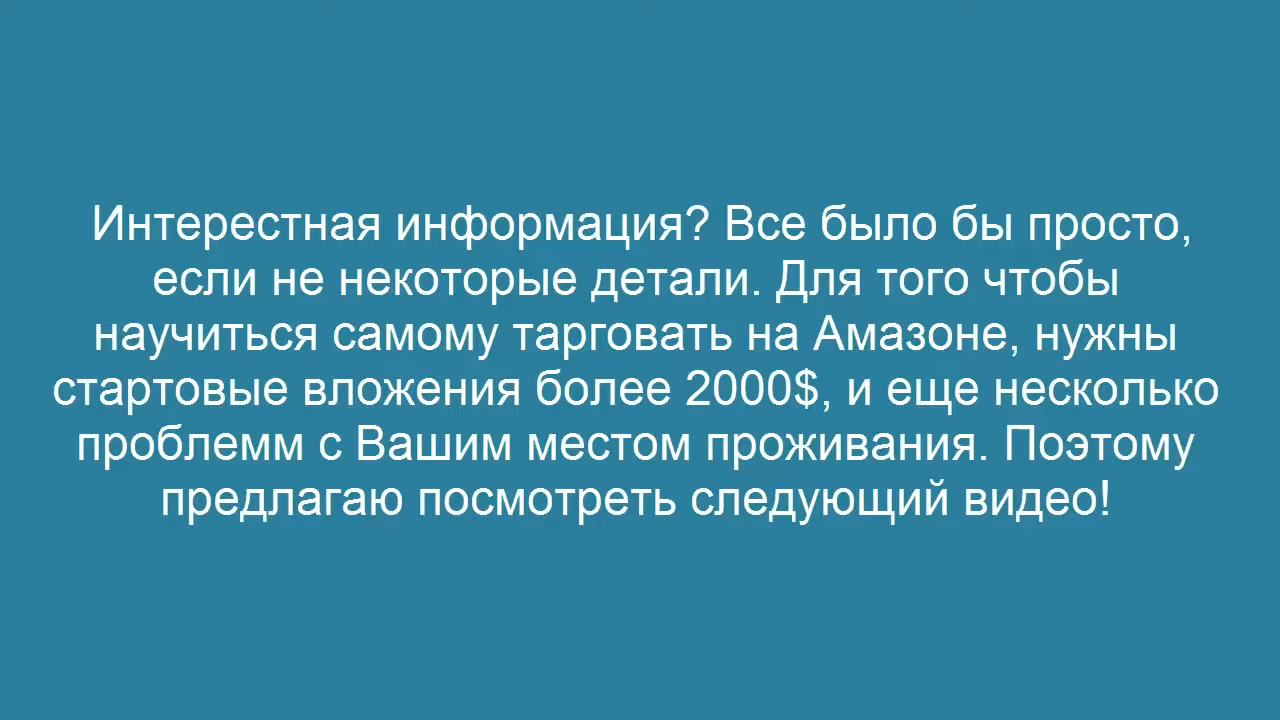 Интерестная информация? Все было бы просто,
если не некоторые детали. Для того чтобы
научиться самому тарговать на Амазоне, нужны
стартовые вложения более 2000$, и еще несколько
проблемм с Вашим местом проживания. Поэтому
предлагаю посмотреть следующий видео!